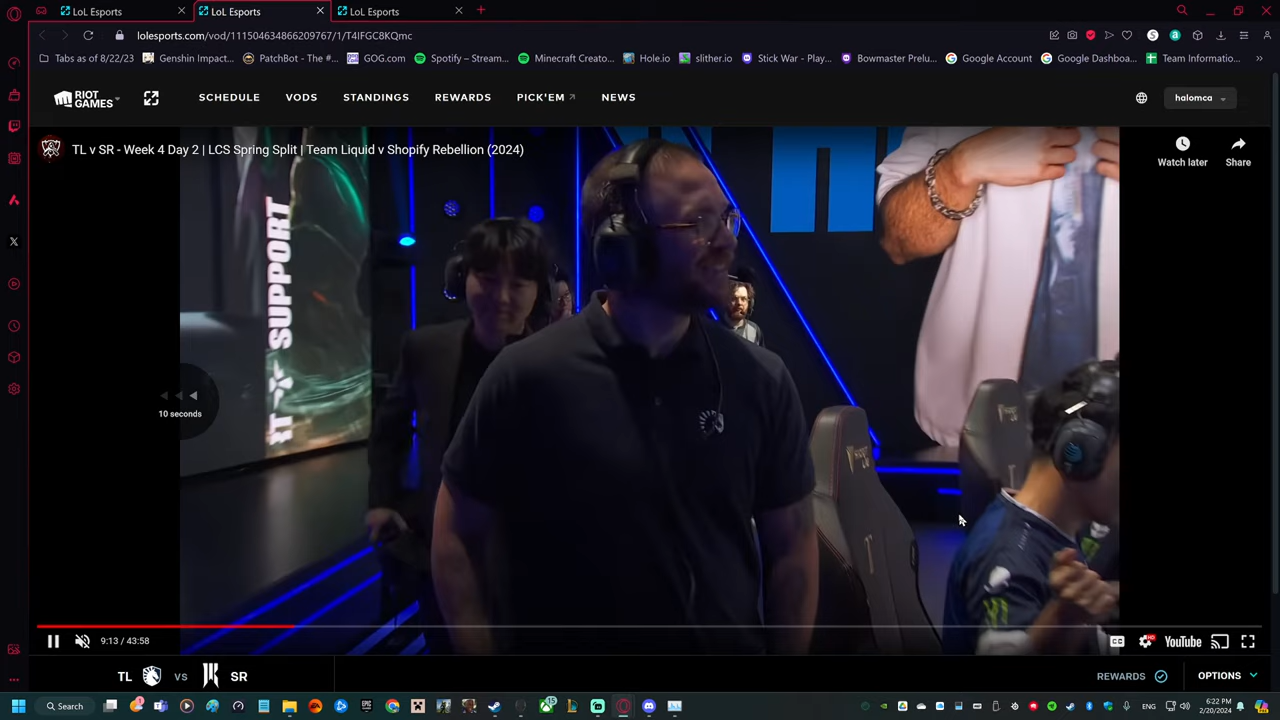 LoL Esports
LoL Esports
LoL Esports
lolesports.com/vod/111504634866209767/1/T4IFGC8KQmc
Tabs as of 8/22/23
Genshin Impact...
PatchBot - The #...
GOG.com
Spotify – Stream...
Minecraft Creato...
Hole.io
slither.io
Stick War - Play...
Bowmaster Prelu...
Google Account
Google Dashboa...
Team Informatio...
RIOT GAMES
SCHEDULE
VODS
STANDINGS
REWARDS
PICK'EM
NEWS
halomca
TL v SR - Week 4 Day 2 | LCS Spring Split | Team Liquid v Shopify Rebellion (2024)
Watch later
Share
SUPPORT
10 seconds
9:13 / 43:58
CC
HD
YouTube
TL
VS
SR
REWARDS
OPTIONS
Search
ENG
6:22 PM
2/20/2024